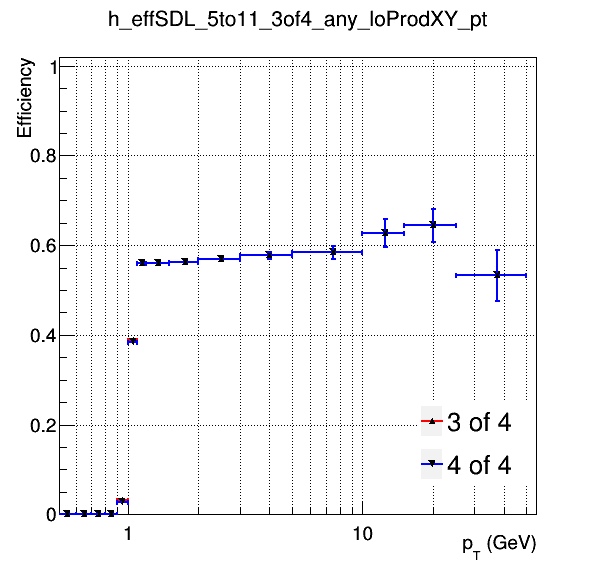 h_effSDL_5to11_3of4_any_loProdXY_pt
Efficiency
1
0.8
0.6
0.4
0.2
0
3 of 4
4 of 4
1
10
p_T (GeV)